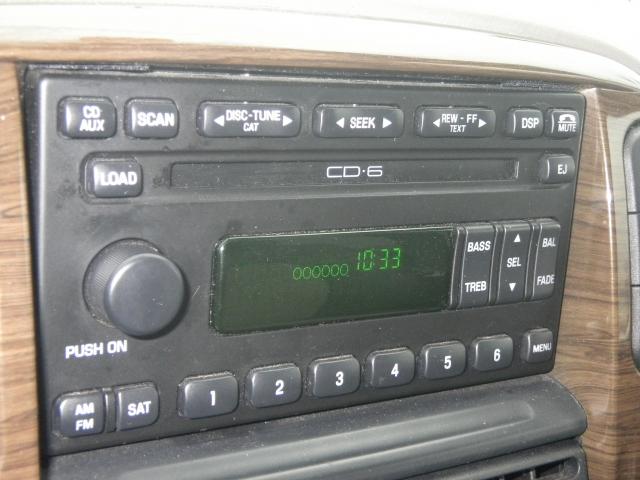 CD AUX
SCAN
DISC-TUNE
CAT
SEEK
REW - FF
TEXT
DSP
MUTE
LOAD
CD·6
EJ
000000 10:33
BASS
TREB
SEL
BAL
FADE
PUSH ON
AM FM
SAT
1
2
3
4
5
6
MENU